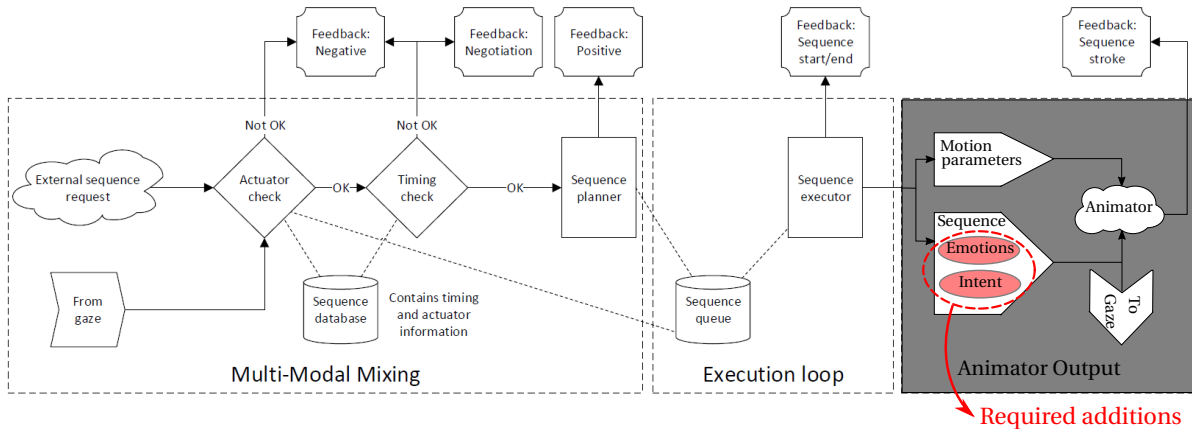 Feedback:
Negative
Feedback:
Negotiation
Feedback:
Positive
Feedback:
Sequence
start/end
Feedback:
Sequence
stroke
Not OK
Not OK
External sequence
request
Actuator
check
OK
Timing
check
OK
Sequence
planner
Sequence
executor
Motion
parameters
Animator
Sequence
Emotions
Intent
From
gaze
Sequence
database
Contains timing
and actuator
information
Sequence
queue
To
Gaze
Multi-Modal Mixing
Execution loop
Animator Output
Required additions